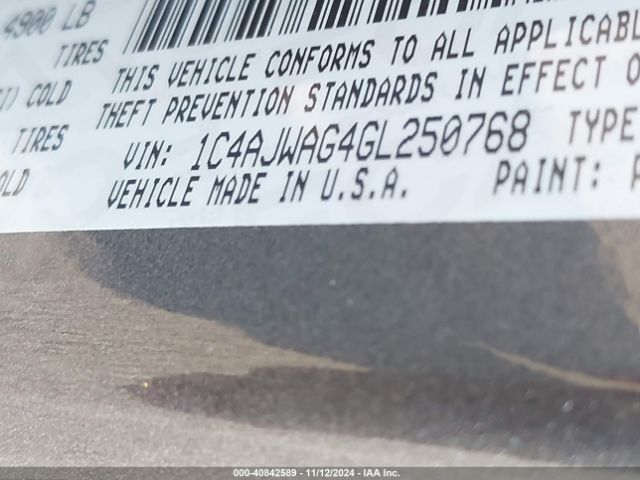 4900 LB
TIRES
THIS VEHICLE CONFORMS TO ALL
COLD
THEFT PREVENTION STANDARDS IN EFFECT
TIRES
VIN: 1C4AJWAG4GL250768 TYPE
VEHICLE MADE IN U.S.A. PAINT:
000-40842589 - 11/12/2024 - IAA Inc.